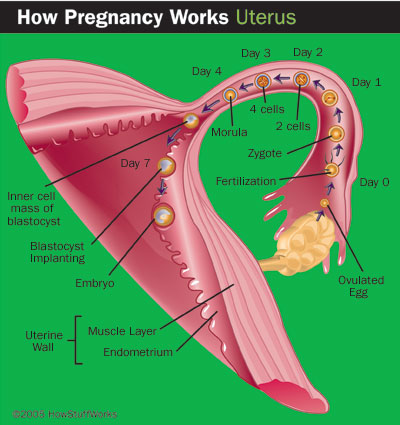 How Pregnancy Works Uterus
Day 4
Day 3
Day 2
Day 1
4 cells
2 cells
Morula
Zygote
Day 7
Fertilization
Day 0
Inner cell
mass of
blastocyst
Blastocyst
Implanting
Embryo
Ovulated
Egg
Uterine
Wall
Muscle Layer
Endometrium
©2005 HowStuffWorks